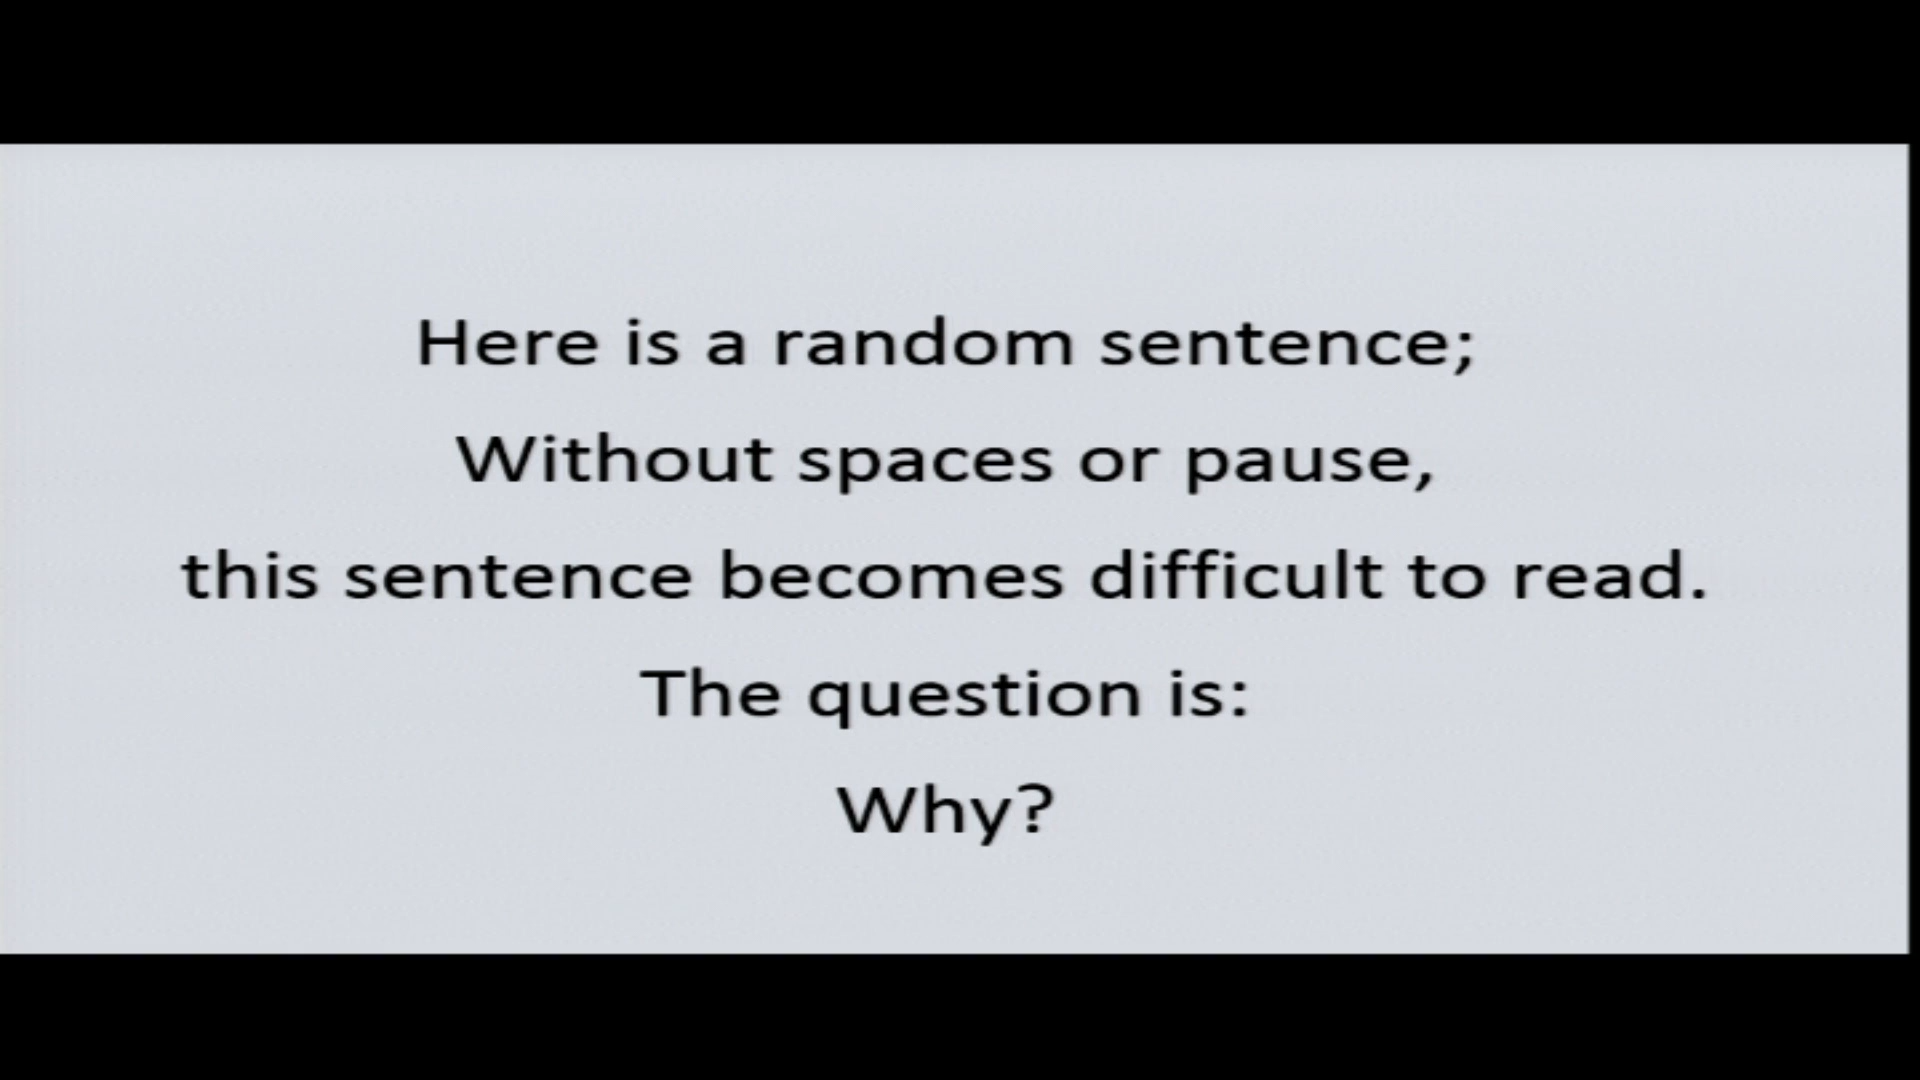 Here is a random sentence;
Without spaces or pause,
this sentence becomes difficult to read.
The question is:
Why?